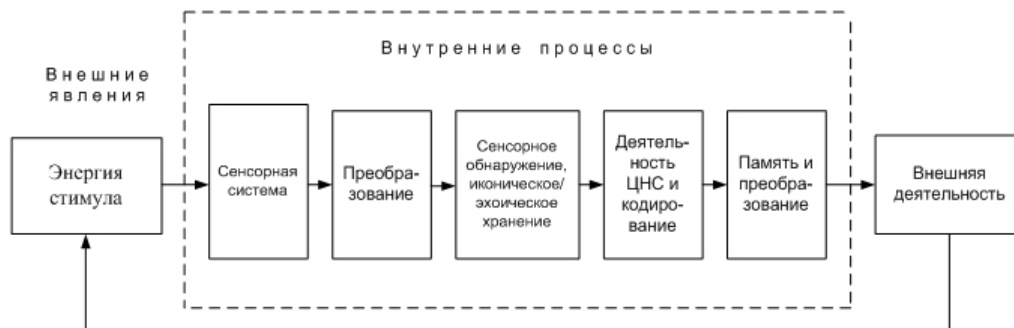 Внутренние процессы
Внешние
явления
Энергия
стимула
Сенсорная
система
Преобра-
зование
Сенсорное
обнаружение,
иконическое/
эхоическое
хранение
Деятель-
ность
ЦНС и
кодиро-
вание
Память и
преобра-
зование
Внешняя
деятельность